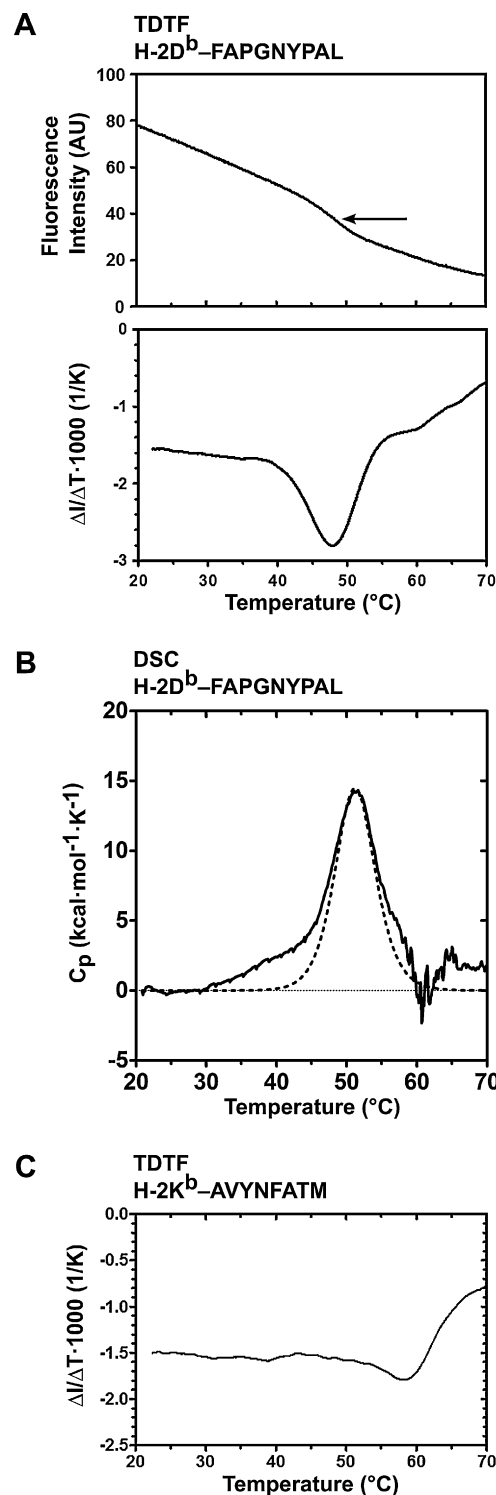 A
TDTF
H-2Dᵇ–FAPGNYPAL
100
80
60
40
20
0
Fluorescence
Intensity (AU)
0
-1
-2
-3
ΔI/ΔT·1000 (1/K)
20 30 40 50 60 70
Temperature (°C)
B
DSC
H-2Dᵇ–FAPGNYPAL
20
15
10
5
0
-5
Cp (kcal·mol⁻¹·K⁻¹)
20 30 40 50 60 70
Temperature (°C)
C
TDTF
H-2Kᵇ–AVYNFATM
0.0
-0.5
-1.0
-1.5
-2.0
-2.5
ΔI/ΔT·1000 (1/K)
20 30 40 50 60 70
Temperature (°C)